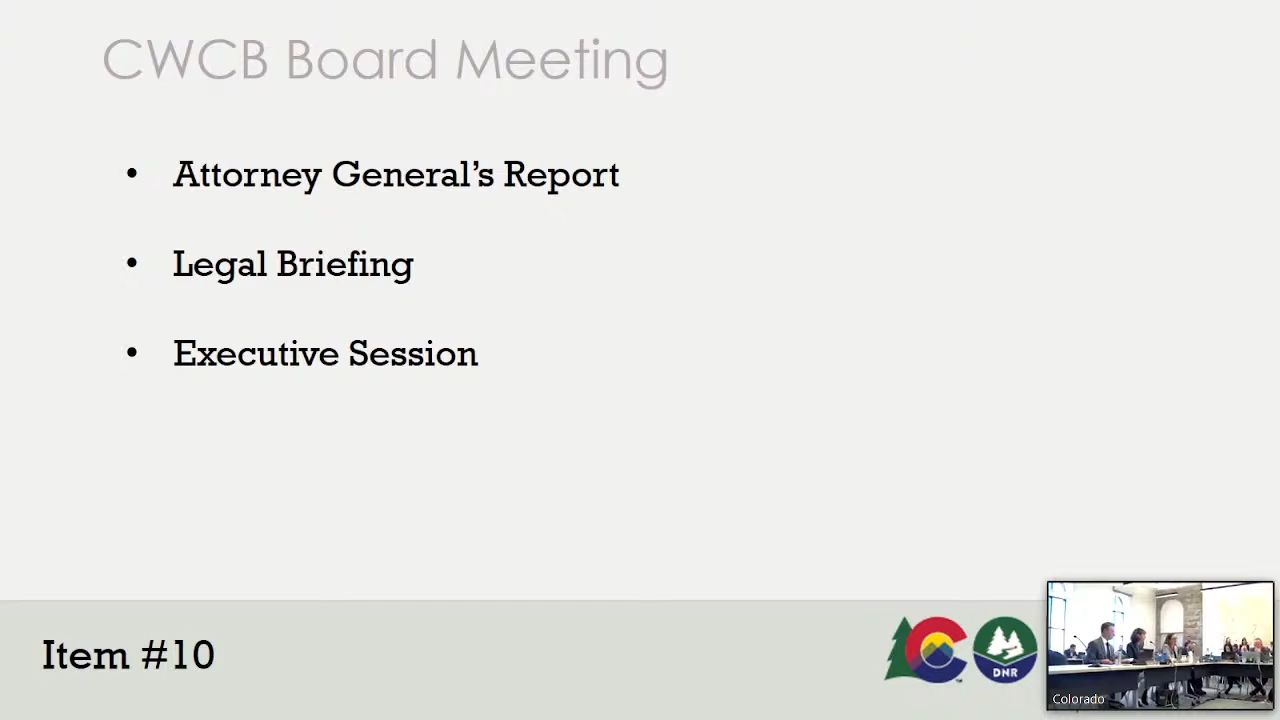 CWCB Board Meeting
• Attorney General’s Report
• Legal Briefing
• Executive Session
Item #10
DNR
Colorado